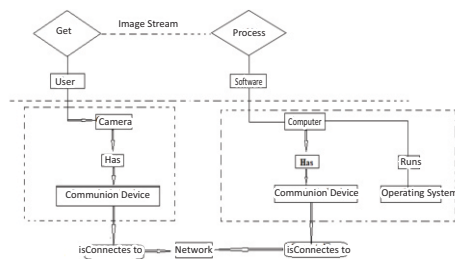 Get
Image Stream
Process
User
Software
Camera
Computer
Has
Has
Runs
Communion Device
Communion Device
Operating System
isConnectes to
Network
isConnectes to